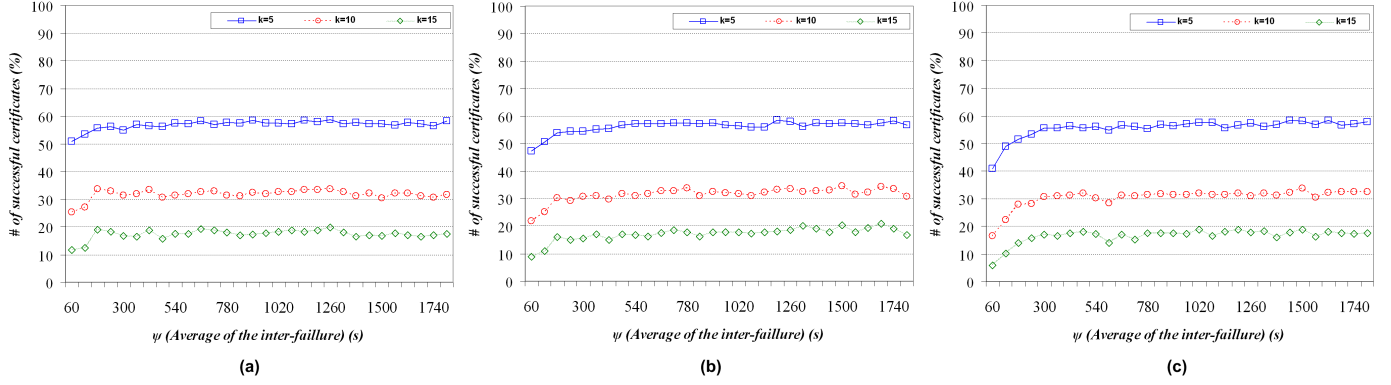 k=5 k=10 k=15
# of successful certificates (%)
100
90
80
70
60
50
40
30
20
10
0
60 300 540 780 1020 1260 1500 1740
ψ (Average of the inter-faillure) (s)
(a)
k=5 k=10 k=15
# of successful certificates (%)
100
90
80
70
60
50
40
30
20
10
0
60 300 540 780 1020 1260 1500 1740
ψ (Average of the inter-faillure) (s)
(b)
k=5 k=10 k=15
# of successful certificates (%)
100
90
80
70
60
50
40
30
20
10
0
60 300 540 780 1020 1260 1500 1740
ψ (Average of the inter-faillure) (s)
(c)